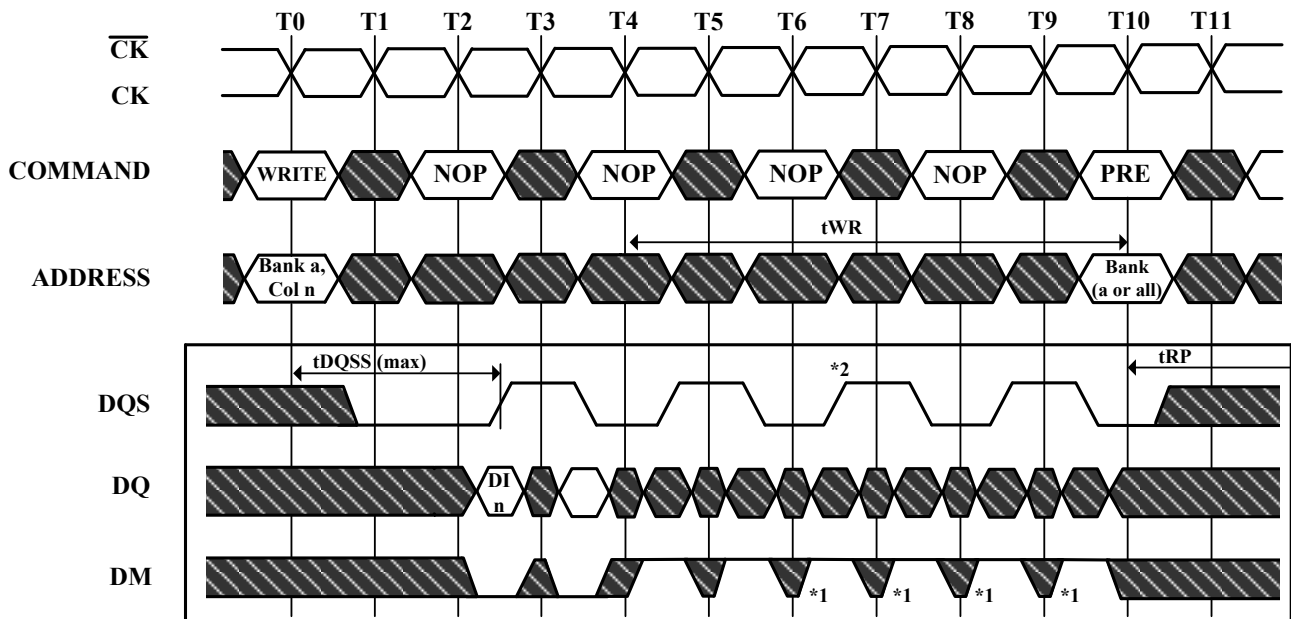 T0 T1 T2 T3 T4 T5 T6 T7 T8 T9 T10 T11
CK
CK
COMMAND WRITE NOP NOP NOP NOP PRE
tWR
ADDRESS Bank a, Col n Bank (a or all)
tDQSS (max) *2 tRP
DQS
DQ DI n
DM *1 *1 *1 *1